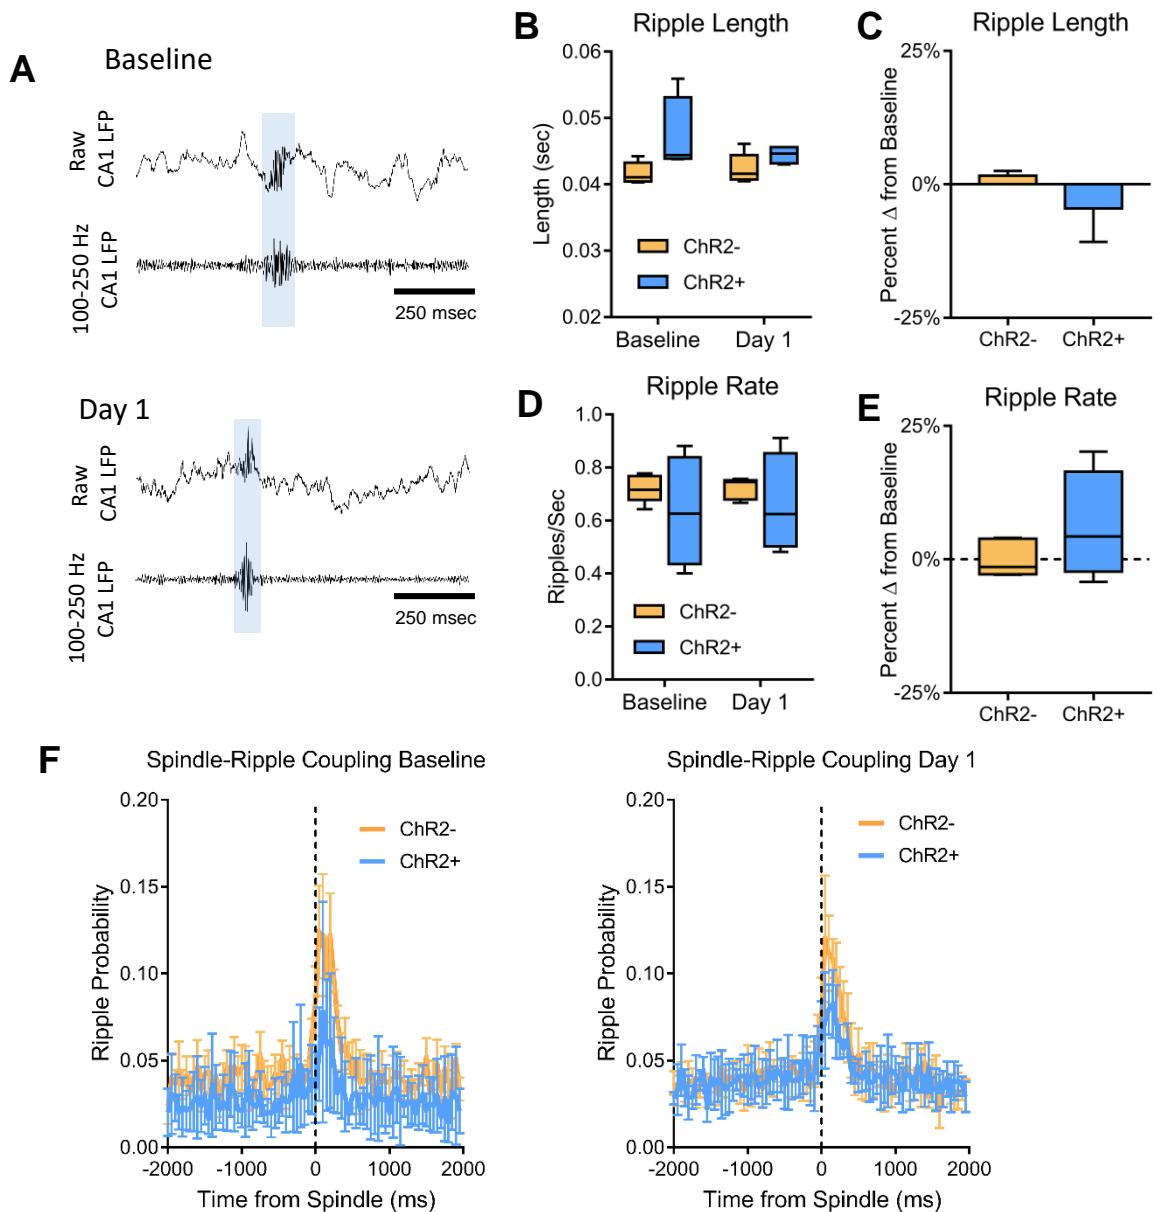 A
Baseline
Raw
CA1 LFP
100-250 Hz
CA1 LFP
250 msec
Day 1
Raw
CA1 LFP
100-250 Hz
CA1 LFP
250 msec
B
Ripple Length
Length (sec)
0.06
0.05
0.04
0.03
0.02
ChR2-
ChR2+
Baseline
Day 1
C
Ripple Length
Percent Δ from Baseline
25%
0%
-25%
ChR2-
ChR2+
D
Ripple Rate
Ripples/Sec
1.0
0.8
0.6
0.4
0.2
0.0
ChR2-
ChR2+
Baseline
Day 1
E
Ripple Rate
Percent Δ from Baseline
25%
0%
-25%
ChR2-
ChR2+
F
Spindle-Ripple Coupling Baseline
Ripple Probability
0.20
0.15
0.10
0.05
0.00
ChR2-
ChR2+
-2000
-1000
0
1000
2000
Time from Spindle (ms)
Spindle-Ripple Coupling Day 1
Ripple Probability
0.20
0.15
0.10
0.05
0.00
ChR2-
ChR2+
-2000
-1000
0
1000
2000
Time from Spindle (ms)